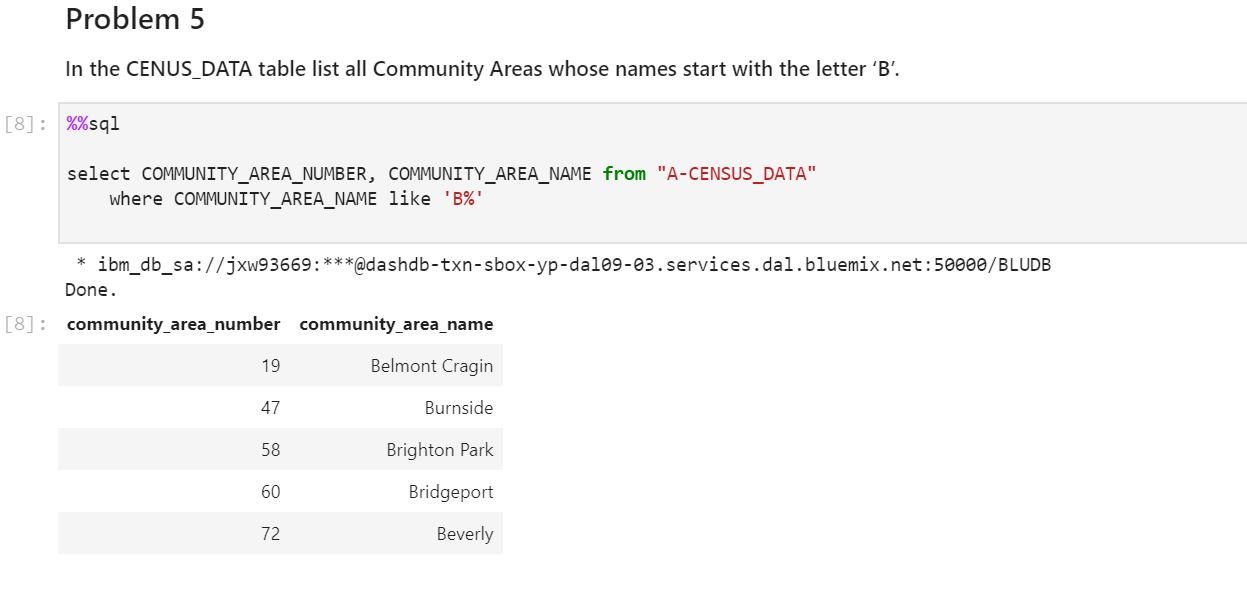 Problem 5
In the CENUS_DATA table list all Community Areas whose names start with the letter ‘B’.
[8]: %%sql
select COMMUNITY_AREA_NUMBER, COMMUNITY_AREA_NAME from "A-CENSUS_DATA"
where COMMUNITY_AREA_NAME like 'B%'
* ibm_db_sa://jxw93669:***@dashdb-txn-sbox-yp-dal09-03.services.dal.bluemix.net:50000/BLUDB
Done.
[8]: community_area_number community_area_name
19 Belmont Cragin
47 Burnside
58 Brighton Park
60 Bridgeport
72 Beverly